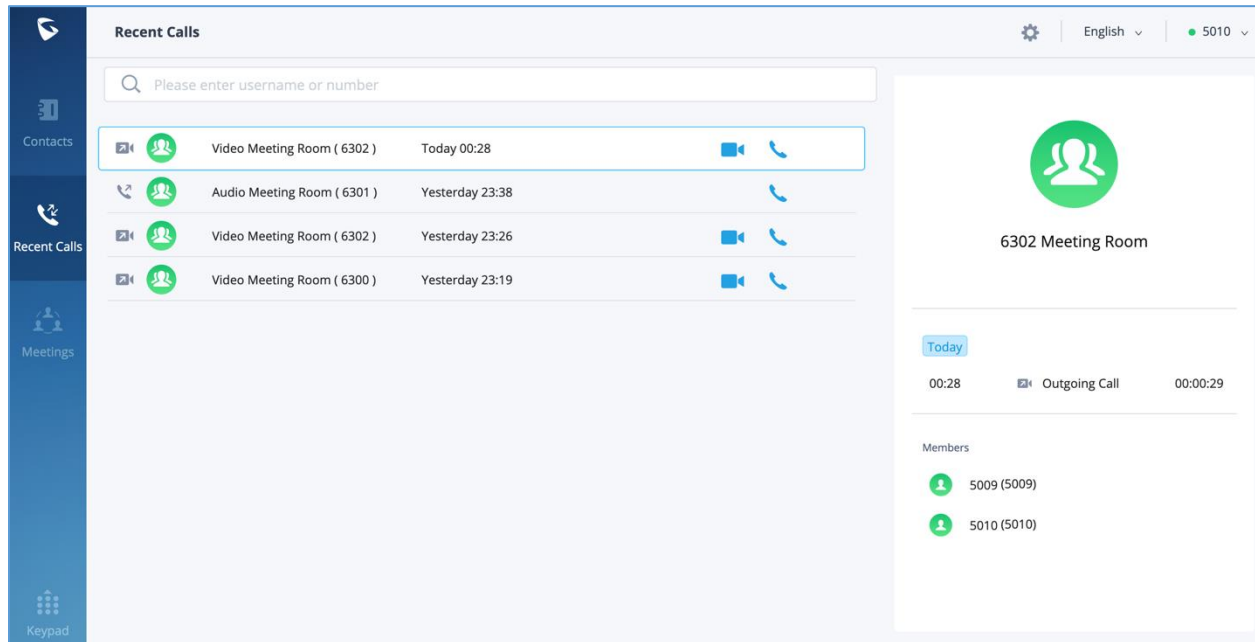 Recent Calls
English
5010
Please enter username or number
Contacts
Recent Calls
Meetings
Keypad
Video Meeting Room ( 6302 ) Today 00:28
Audio Meeting Room ( 6301 ) Yesterday 23:38
Video Meeting Room ( 6302 ) Yesterday 23:26
Video Meeting Room ( 6300 ) Yesterday 23:19
6302 Meeting Room
Today
00:28 Outgoing Call 00:00:29
Members
5009 (5009)
5010 (5010)